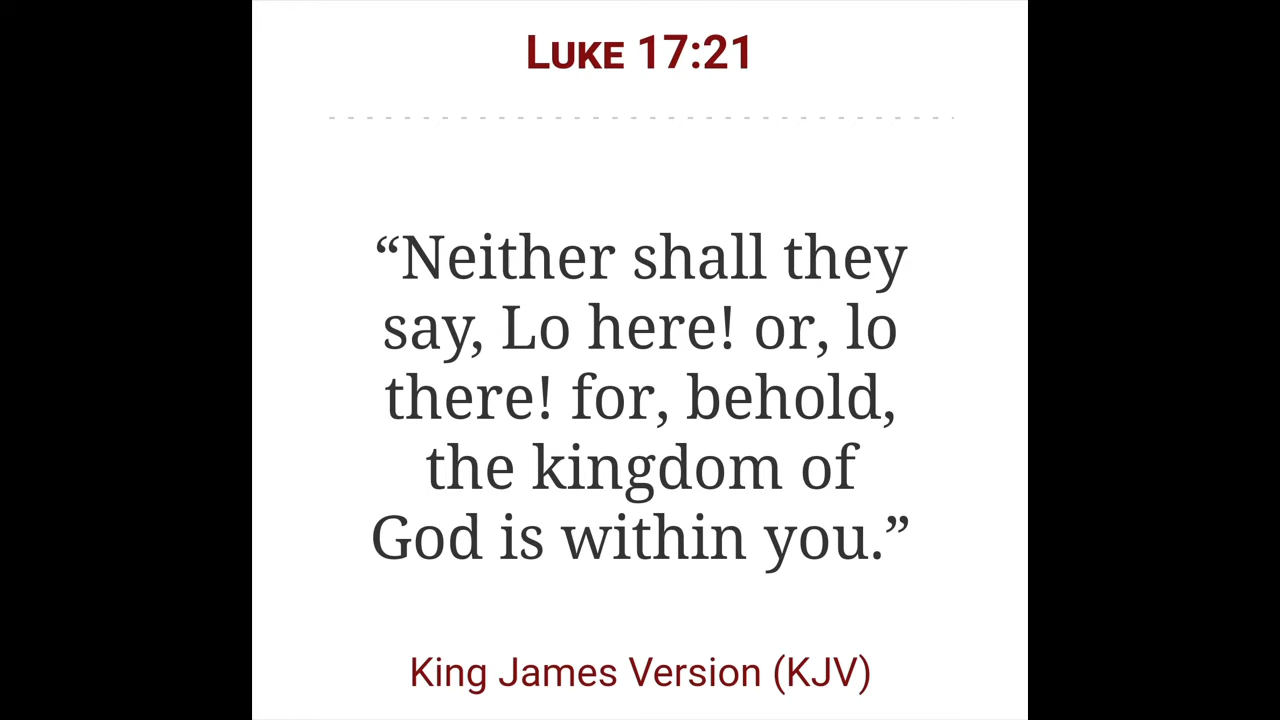 Luke 17:21
“Neither shall they
say, Lo here! or, lo
there! for, behold,
the kingdom of
God is within you.”
King James Version (KJV)